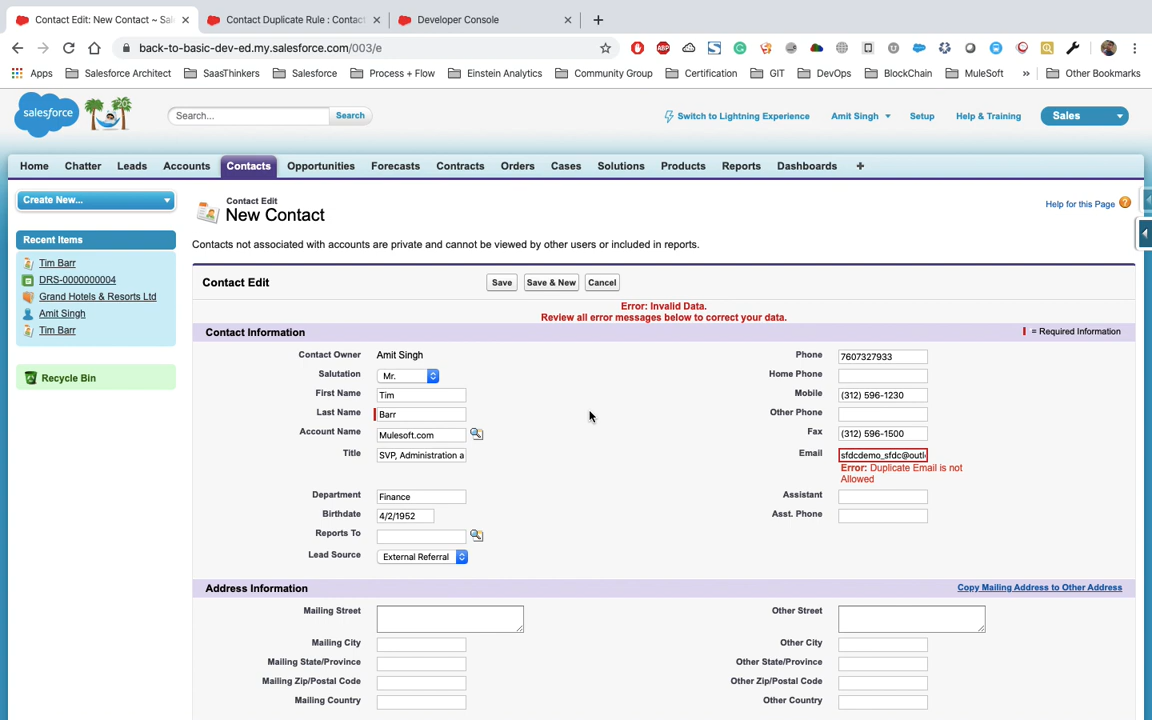 Contact Edit: New Contact ~ Sal
Contact Duplicate Rule : Contac
Developer Console
back-to-basic-dev-ed.my.salesforce.com/003/e
ABP
Apps
Salesforce Architect
SaasThinkers
Salesforce
Process + Flow
Einstein Analytics
Community Group
Certification
GIT
DevOps
BlockChain
MuleSoft
»
Other Bookmarks
salesforce
Search...
Search
Switch to Lightning Experience
Amit Singh
Setup
Help & Training
Sales
Home
Chatter
Leads
Accounts
Contacts
Opportunities
Forecasts
Contracts
Orders
Cases
Solutions
Products
Reports
Dashboards
+
Create New...
Recent Items
Tim Barr
DRS-0000000004
Grand Hotels & Resorts Ltd
Amit Singh
Tim Barr
Recycle Bin
Contact Edit
New Contact
Help for this Page
Contacts not associated with accounts are private and cannot be viewed by other users or included in reports.
Contact Edit
Save
Save & New
Cancel
Error: Invalid Data.
Review all error messages below to correct your data.
Contact Information
= Required Information
Contact Owner Amit Singh
Phone 7607327933
Salutation Mr.
Home Phone
First Name Tim
Mobile (312) 596-1230
Last Name Barr
Other Phone
Account Name Mulesoft.com
Fax (312) 596-1500
Title SVP, Administration a
Email sfdcdemo_sfdc@outl
Error: Duplicate Email is not
Allowed
Department Finance
Assistant
Birthdate 4/2/1952
Asst. Phone
Reports To
Lead Source External Referral
Address Information
Copy Mailing Address to Other Address
Mailing Street
Other Street
Mailing City
Other City
Mailing State/Province
Other State/Province
Mailing Zip/Postal Code
Other Zip/Postal Code
Mailing Country
Other Country